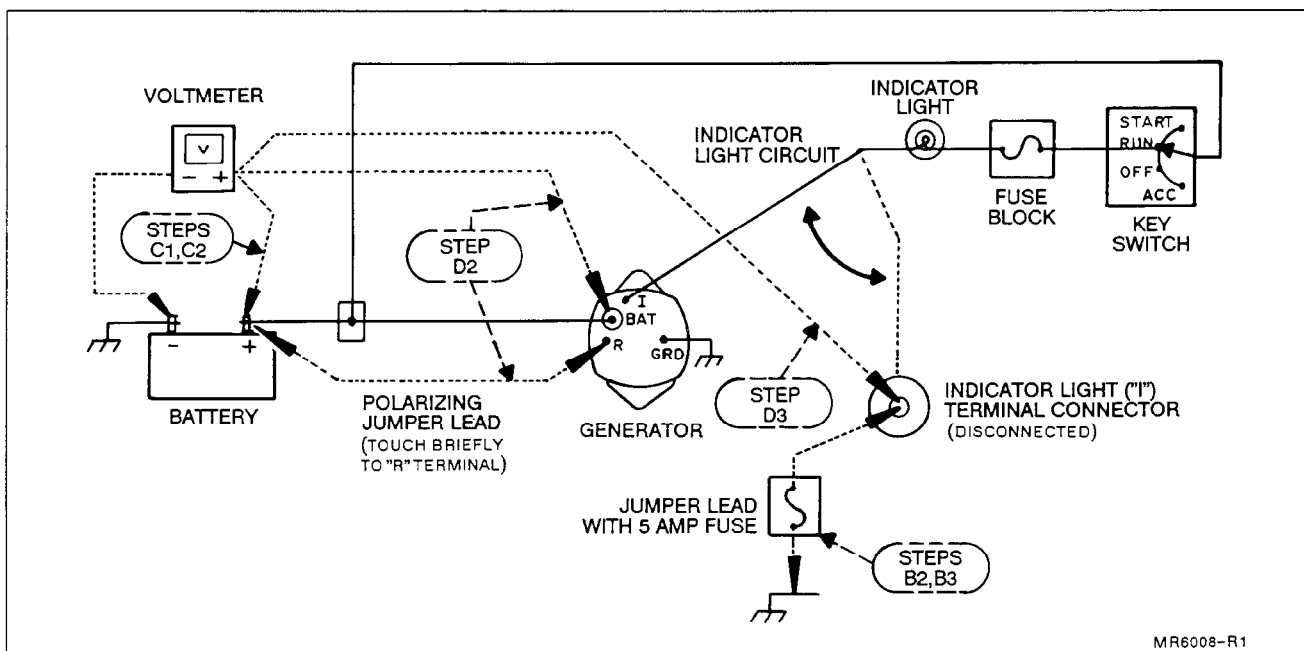 VOLTMETER
V
- +
STEPS
C1,C2
- +
BATTERY
POLARIZING
JUMPER LEAD
(TOUCH BRIEFLY
TO "R" TERMINAL)
STEP
D2
I
BAT
R
GRD
GENERATOR
INDICATOR
LIGHT CIRCUIT
INDICATOR
LIGHT
FUSE
BLOCK
START
RUN
OFF
ACC
KEY
SWITCH
STEP
D3
INDICATOR LIGHT ("I")
TERMINAL CONNECTOR
(DISCONNECTED)
JUMPER LEAD
WITH 5 AMP FUSE
STEPS
B2,B3
MR6008-R1